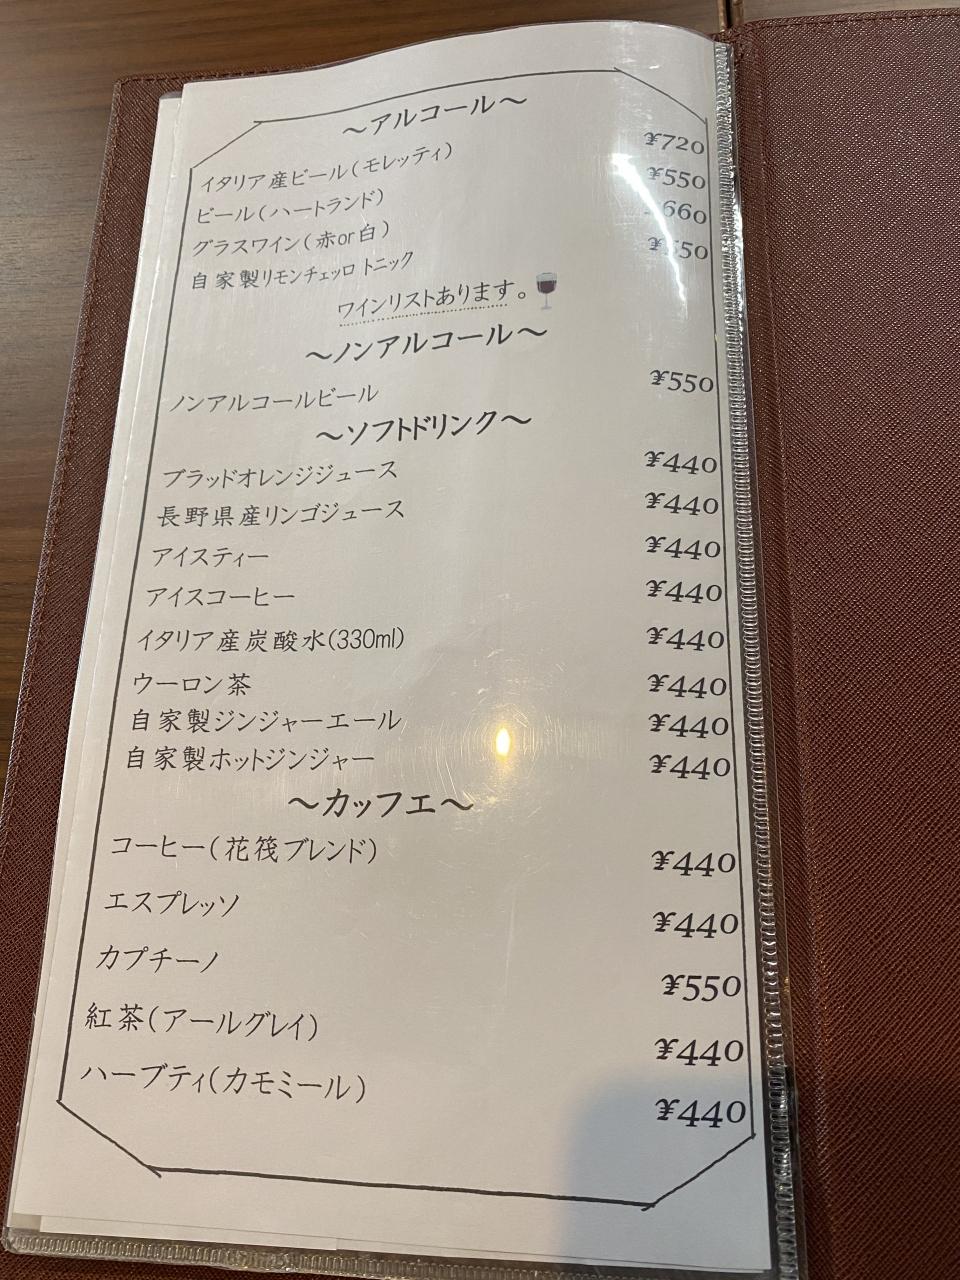 ～アルコール～
イタリア産ビール(モレッティ) ¥720
ビール(ハートランド) ¥550
グラスワイン(赤or白) ¥660
自家製リモンチェッロ トニック ¥550
ワインリストあります。
～ノンアルコール～
ノンアルコールビール ¥550
～ソフトドリンク～
ブラッドオレンジジュース ¥440
長野県産リンゴジュース ¥440
アイスティー ¥440
アイスコーヒー ¥440
イタリア産炭酸水(330ml) ¥440
ウーロン茶 ¥440
自家製ジンジャーエール ¥440
自家製ホットジンジャー ¥440
～カッフェ～
コーヒー(花筏ブレンド) ¥440
エスプレッソ ¥440
カプチーノ ¥550
紅茶(アールグレイ) ¥440
ハーブティ(カモミール) ¥440